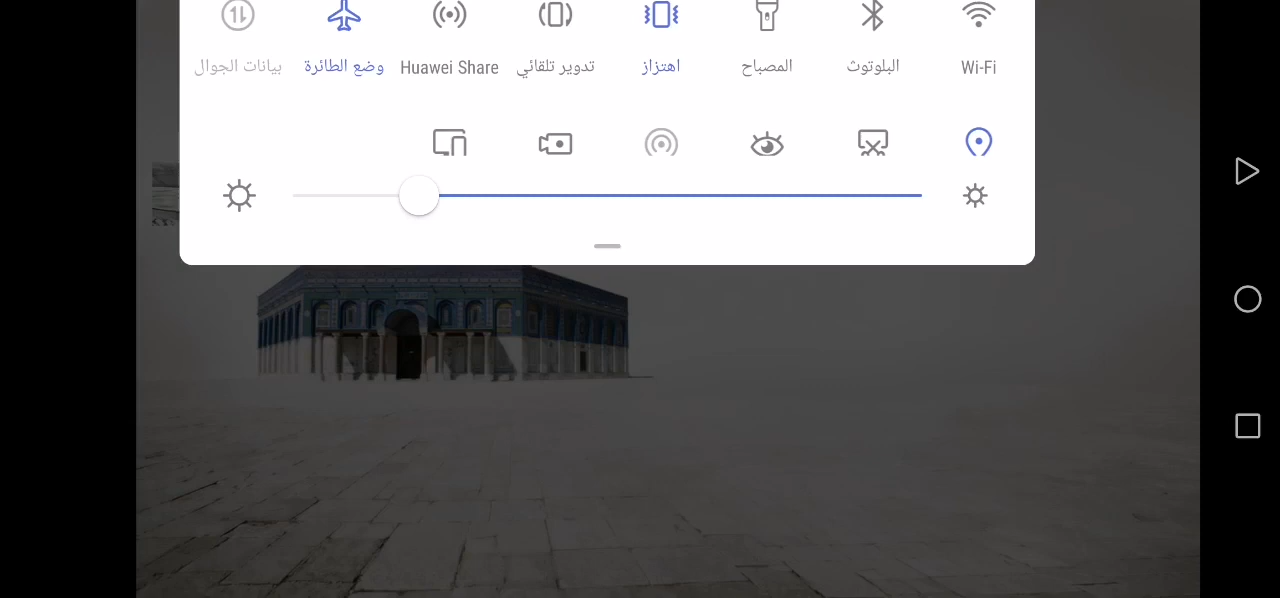 Wi-Fi
البلوتوث
المصباح
اهتزاز
تدوير تلقائي
Huawei Share
وضع الطائرة
بيانات الجوال